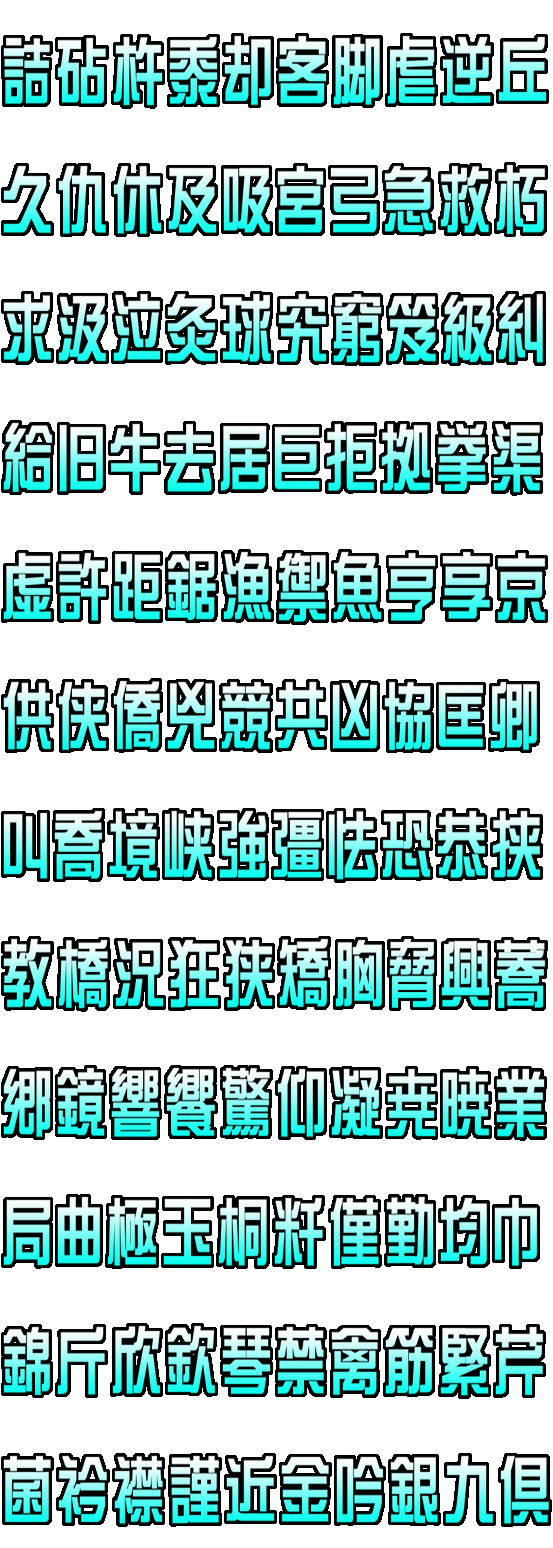 詰砧杵黍却客脚虐逆丘
久仇休及吸宮弓急救朽
求汲泣灸球究窮笈級糾
給旧牛去居巨拒拠挙渠
虚許距鋸漁禦魚亨享京
供侠僑兇競共凶協匡卿
叫喬境峡強彊怯恐恭挟
教橋況狂狭矯胸脅興蕎
郷鏡響饗驚仰凝尭暁業
局曲極玉桐粁僅勤均巾
錦斤欣欽琴禁禽筋緊芹
菌衿襟謹近金吟銀九倶